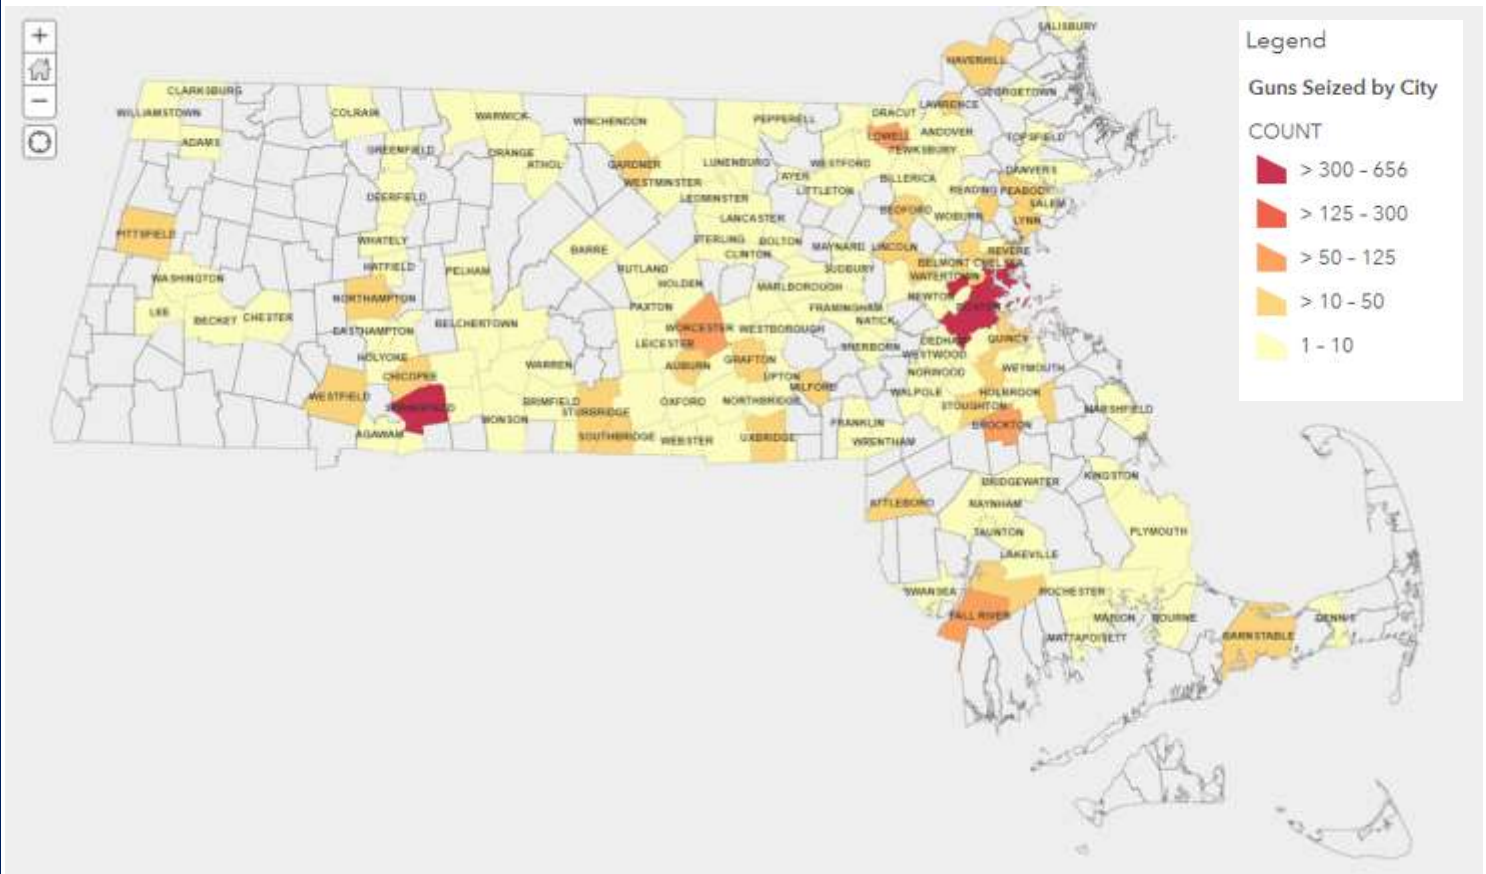 +
−
Legend
Guns Seized by City
COUNT
> 300 - 656
> 125 - 300
> 50 - 125
> 10 - 50
1 - 10
SALISBURY
HAVERHILL
CLARKSBURG
GEORGETOWN
LAWRENCE
WILLIAMSTOWN
COLRAIN
WARWICK
WINCHENDON
PEPPERELL
DRACUT
LOWELL
ANDOVER
TOPSFIELD
ADAMS
GREENFIELD
ORANGE
ATHOL
GARDNER
LUNENBURG
WESTFORD
TEWKSBURY
DANVERS
WESTMINSTER
AYER
BILLERICA
DEERFIELD
LEOMINSTER
LITTLETON
READING
PEABODY
SALEM
BEDFORD
WOBURN
LYNN
LANCASTER
PITTSFIELD
WHATELY
BARRE
STERLING
BOLTON
CLINTON
MAYNARD
LINCOLN
REVERE
BELMONT
CHELSEA
HATFIELD
PELHAM
RUTLAND
SUDBURY
WATERTOWN
WASHINGTON
HOLDEN
MARLBOROUGH
NORTHAMPTON
NEWTON
BOSTON
LEE
BECKEY
CHESTER
PAXTON
FRAMINGHAM
NATICK
EASTHAMPTON
BELCHERTOWN
WORCESTER
WESTBOROUGH
LEICESTER
SHERBORN
DEDHAM
QUINCY
WESTWOOD
HOLYOKE
WARREN
AUBURN
GRAFTON
NORWOOD
WEYMOUTH
CHICOPEE
UPTON
MILFORD
WESTFIELD
SPRINGFIELD
BRIMFIELD
STURBRIDGE
OXFORD
NORTHBRIDGE
WALPOLE
HOLBROOK
STOUGHTON
MARSHFIELD
MONSON
FRANKLIN
BROCKTON
AGAWAM
SOUTHBRIDGE
WEBSTER
UXBRIDGE
WRENTHAM
KINGSTON
BRIDGEWATER
ATTLEBORO
RAYNHAM
TAUNTON
PLYMOUTH
LAKEVILLE
SWANSEA
ROCHESTER
FALL RIVER
MARION
BOURNE
DENNIS
MATTAPOISETT
BARNSTABLE